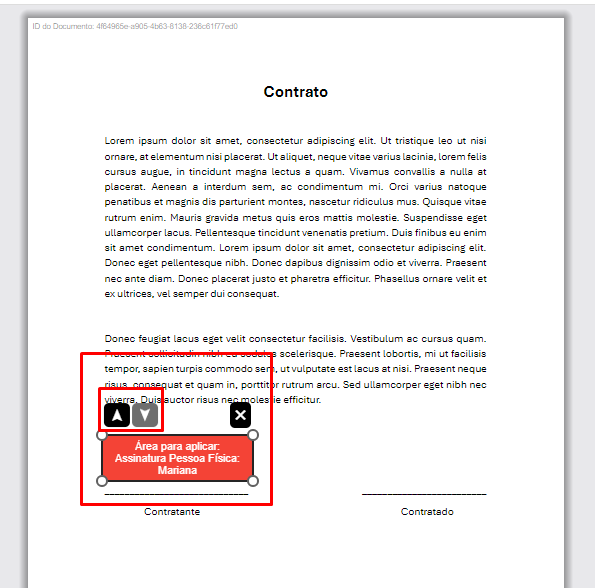 ID do Documento: 4f64965e-a905-4b63-8138-236c61f77ed0
Contrato
Lorem ipsum dolor sit amet, consectetur adipiscing elit. Ut tristique leo ut nisi
ornare, at elementum nisi placerat. Ut aliquet, neque vitae varius lacinia, lorem felis
cursus augue, in tincidunt magna lectus a quam. Vivamus convallis a nulla at
placerat. Aenean a interdum sem, ac condimentum mi. Orci varius natoque
penatibus et magnis dis parturient montes, nascetur ridiculus mus. Quisque vitae
rutrum enim. Mauris gravida metus quis eros mattis molestie. Suspendisse eget
ullamcorper lacus. Pellentesque tincidunt venenatis pretium. Duis finibus eu enim
sit amet condimentum. Lorem ipsum dolor sit amet, consectetur adipiscing elit.
Donec eget pellentesque nibh. Donec dapibus dignissim odio et viverra. Praesent
nec ante diam. Donec placerat justo et pharetra efficitur. Phasellus ornare velit et
ex ultrices, vel semper dui consequat.
Donec feugiat lacus eget velit consectetur facilisis. Vestibulum ac cursus quam.
Praesent sollicitudin nibh eu sodales scelerisque. Praesent lobortis, mi ut facilisis
tempor, sapien turpis commodo sem, ut vulputate est lacus at nisi. Praesent neque
risus, consequat et quam in, porttitor rutrum arcu. Sed ullamcorper eget nibh nec
viverra. Duis auctor risus nec molestie efficitur.
Área para aplicar:
Assinatura Pessoa Física:
Mariana
Contratante
Contratado